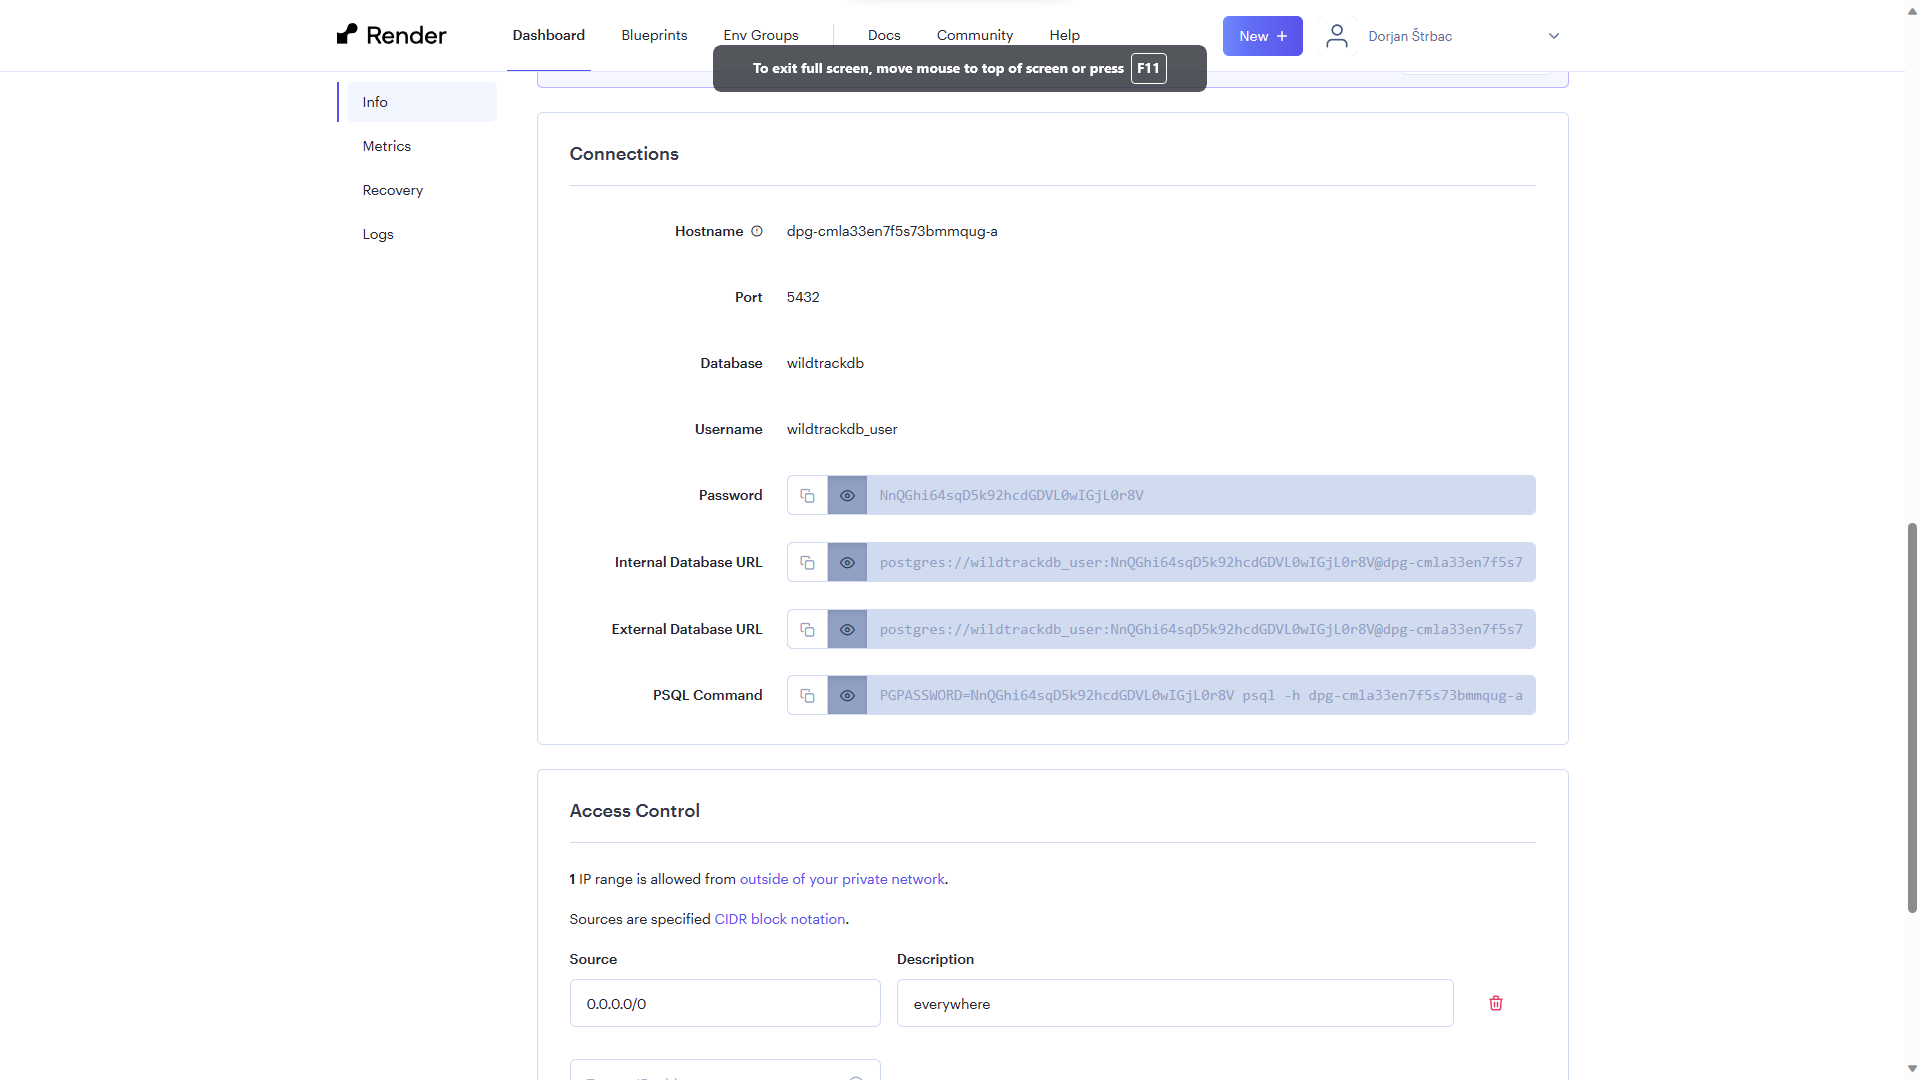 Render
Dashboard
Blueprints
Env Groups
Docs
Community
Help
New +
Dorjan Štrbac
To exit full screen, move mouse to top of screen or press F11
Info
Metrics
Recovery
Logs
Connections
Hostname dpg-cmla33en7f5s73bmmqug-a
Port 5432
Database wildtrackdb
Username wildtrackdb_user
Password NnQGhi64sqD5k92hcdGDVL0wIGjL0r8V
Internal Database URL postgres://wildtrackdb_user:NnQGhi64sqD5k92hcdGDVL0wIGjL0r8V@dpg-cmla33en7f5s7
External Database URL postgres://wildtrackdb_user:NnQGhi64sqD5k92hcdGDVL0wIGjL0r8V@dpg-cmla33en7f5s7
PSQL Command PGPASSWORD=NnQGhi64sqD5k92hcdGDVL0wIGjL0r8V psql -h dpg-cmla33en7f5s73bmmqug-a
Access Control
1 IP range is allowed from outside of your private network.
Sources are specified CIDR block notation.
Source Description
0.0.0.0/0 everywhere